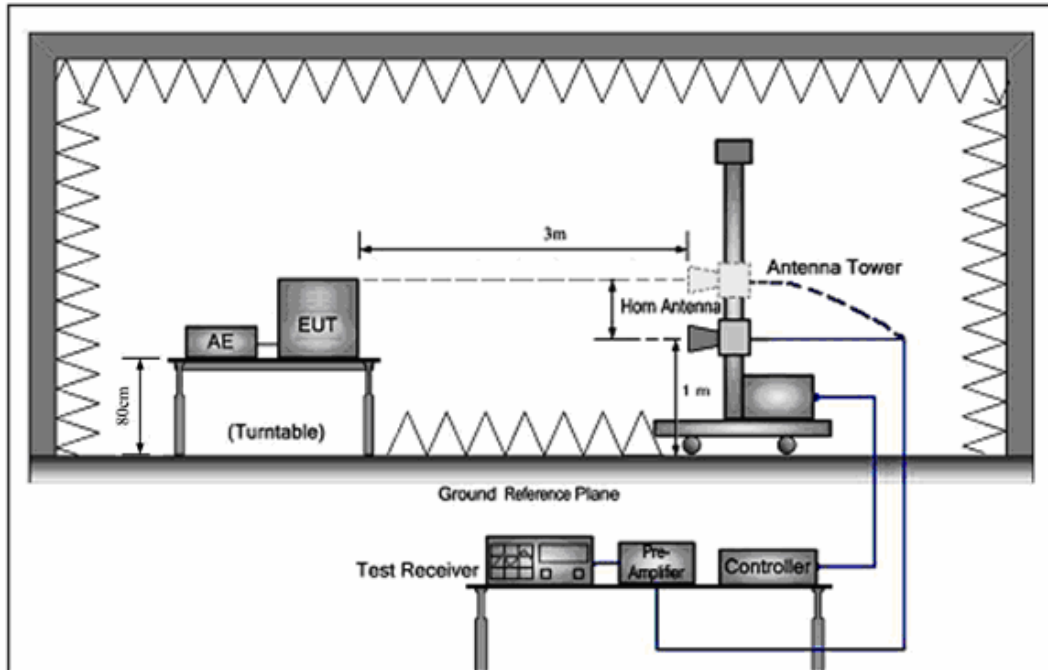 3m
Antenna Tower
Horn Antenna
EUT
AE
1 m
80cm
(Turntable)
Ground Reference Plane
Test Receiver
Pre-
Amplifier
Controller